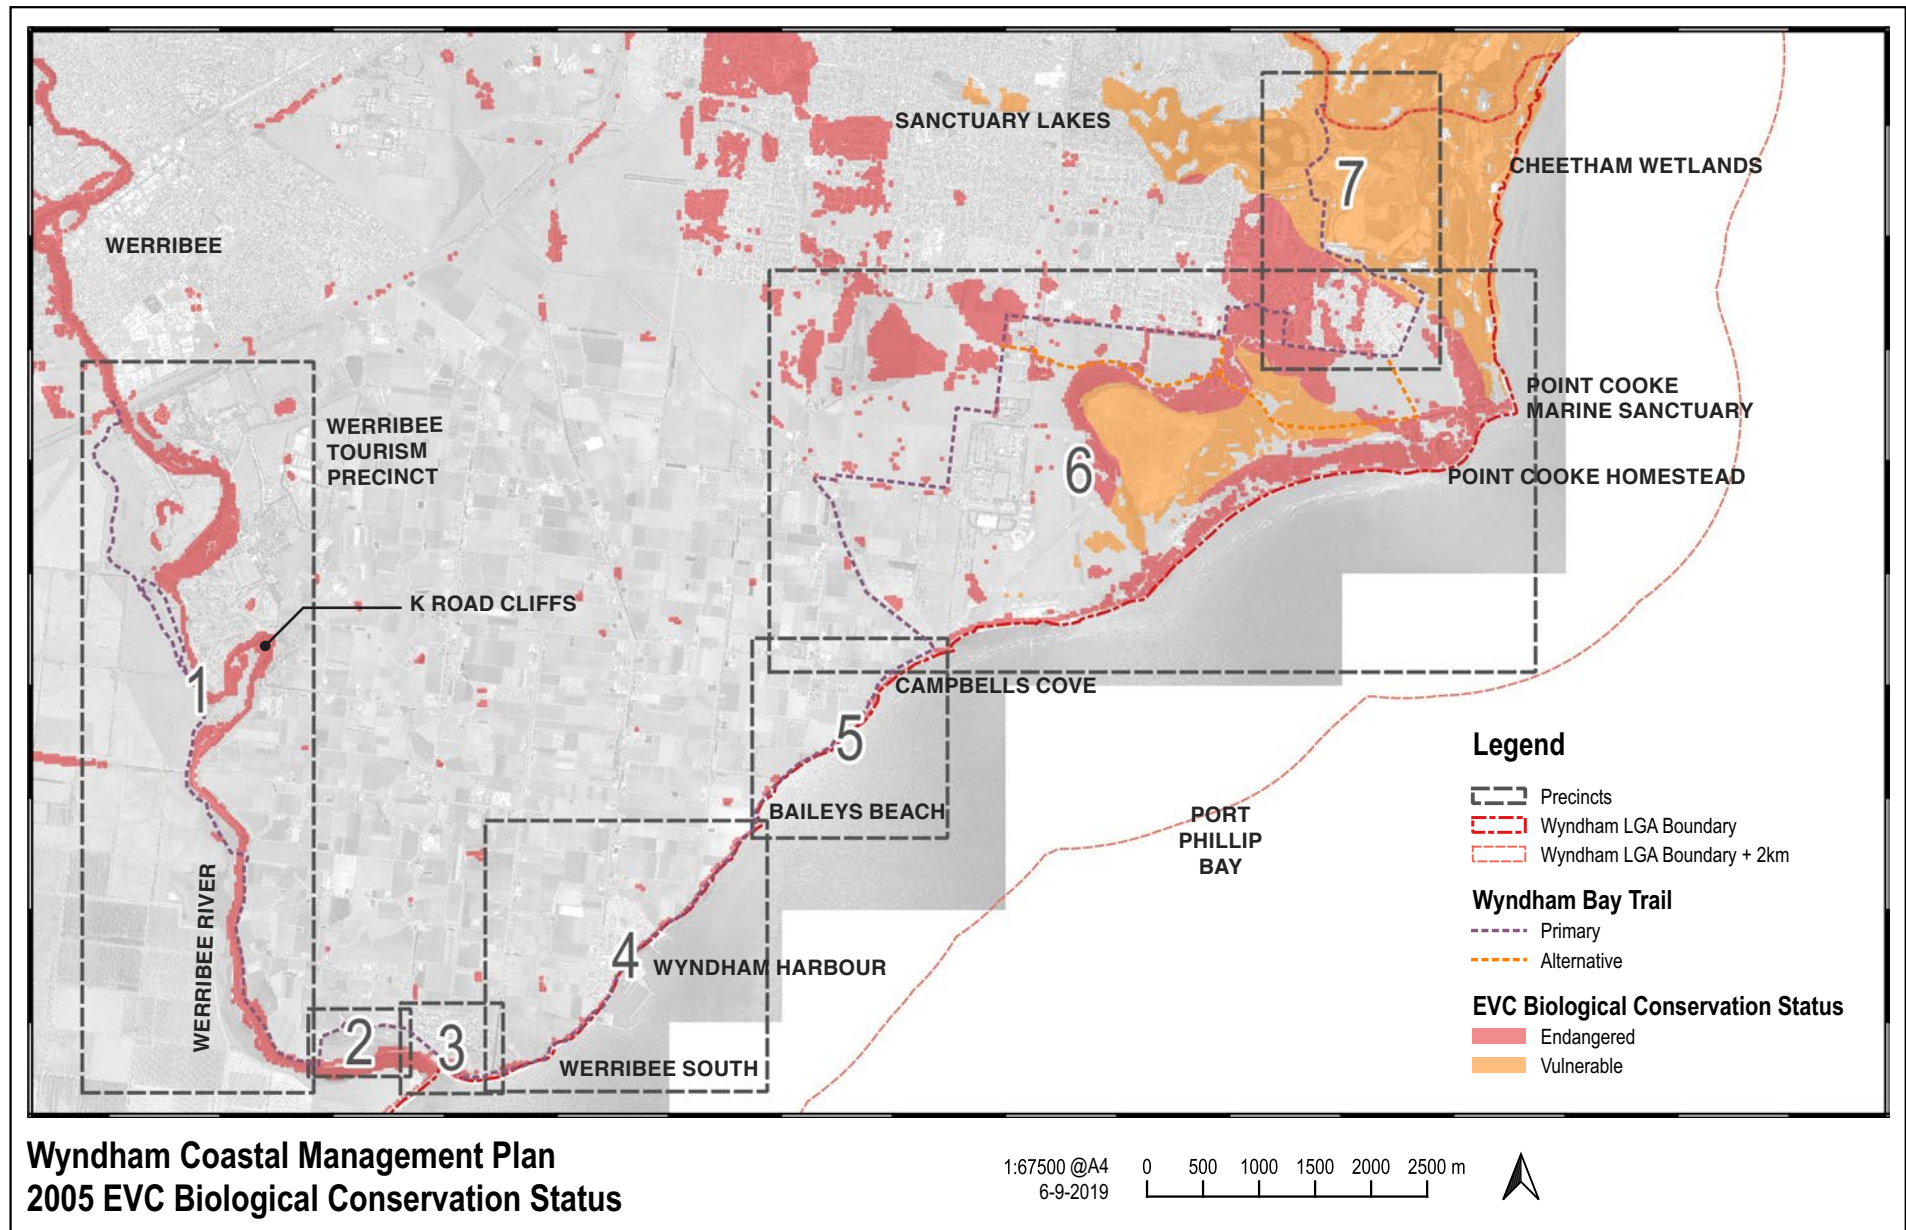 SANCTUARY LAKES
CHEETHAM WETLANDS
7
WERRIBEE
POINT COOKE
MARINE SANCTUARY
WERRIBEE
TOURISM
PRECINCT
6
POINT COOKE HOMESTEAD
K ROAD CLIFFS
1
CAMPBELLS COVE
5
BAILEYS BEACH
PORT
PHILLIP
BAY
WERRIBEE RIVER
4
WYNDHAM HARBOUR
2
3
WERRIBEE SOUTH
Legend
Precincts
Wyndham LGA Boundary
Wyndham LGA Boundary + 2km
Wyndham Bay Trail
Primary
Alternative
EVC Biological Conservation Status
Endangered
Vulnerable
Wyndham Coastal Management Plan
2005 EVC Biological Conservation Status
1:67500 @A4
6-9-2019
0 500 1000 1500 2000 2500 m